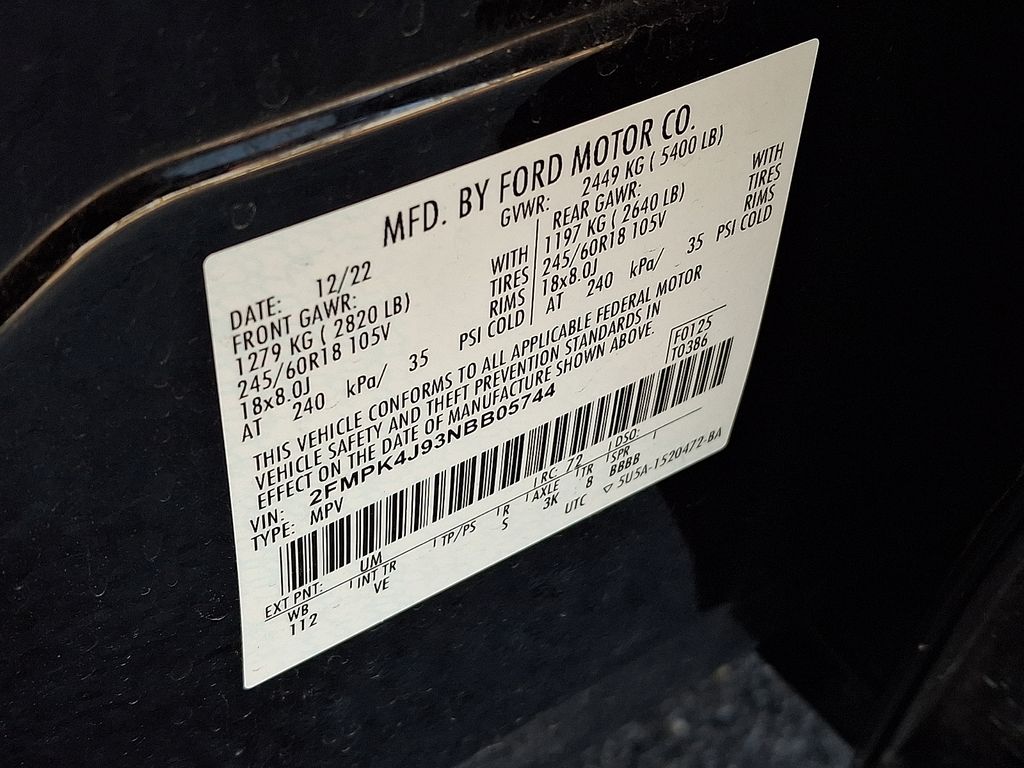 MFD. BY FORD MOTOR CO.
DATE: 12/22
GVWR: 2449 KG ( 5400 LB)
FRONT GAWR:
1279 KG ( 2820 LB) WITH
245/60R18 105V TIRES
18x8.0J RIMS
AT 240 kPa/ 35 PSI COLD
REAR GAWR:
1197 KG ( 2640 LB) WITH
245/60R18 105V TIRES
18x8.0J RIMS
AT 240 kPa/ 35 PSI COLD
THIS VEHICLE CONFORMS TO ALL APPLICABLE FEDERAL MOTOR
VEHICLE SAFETY AND THEFT PREVENTION STANDARDS IN
EFFECT ON THE DATE OF MANUFACTURE SHOWN ABOVE.
VIN: 2FMPK4J93NBB05744
TYPE: MPV
F0125
T0386
EXT PNT: UM RC: 72 DSO:
WB INT TR TP/PS R AXLE TR SPR
112 VE S 3K B BBBB
UTC ▽ 5U5A-1520472-BA